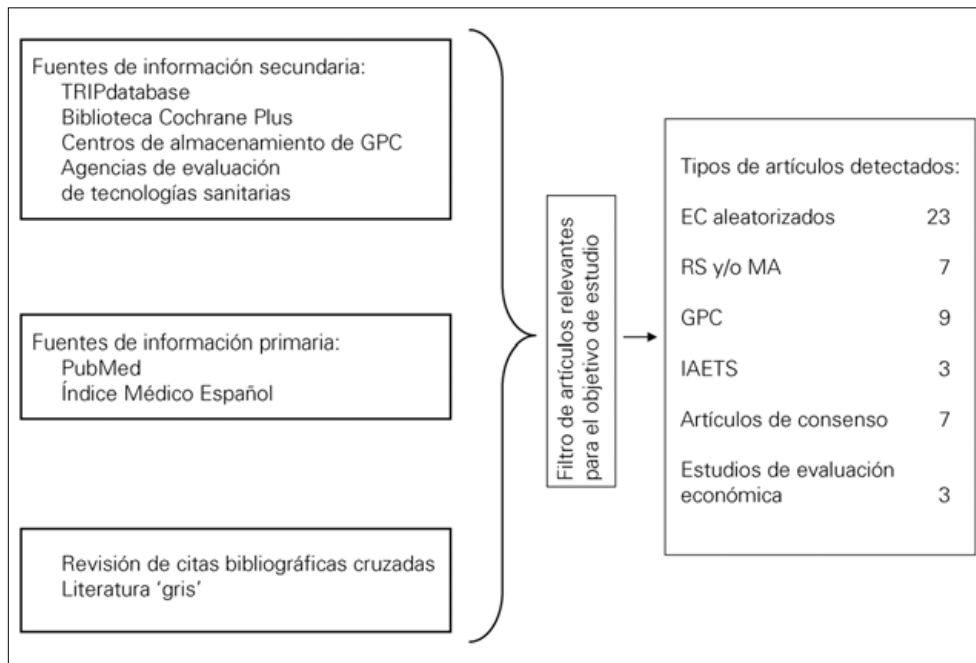 Fuentes de información secundaria:
TRIPdatabase
Biblioteca Cochrane Plus
Centros de almacenamiento de GPC
Agencias de evaluación
de tecnologías sanitarias
Fuentes de información primaria:
PubMed
Índice Médico Español
Revisión de citas bibliográficas cruzadas
Literatura ‘gris’
Filtro de artículos relevantes
para el objetivo de estudio
Tipos de artículos detectados:
EC aleatorizados 23
RS y/o MA 7
GPC 9
IAETS 3
Artículos de consenso 7
Estudios de evaluación
económica 3